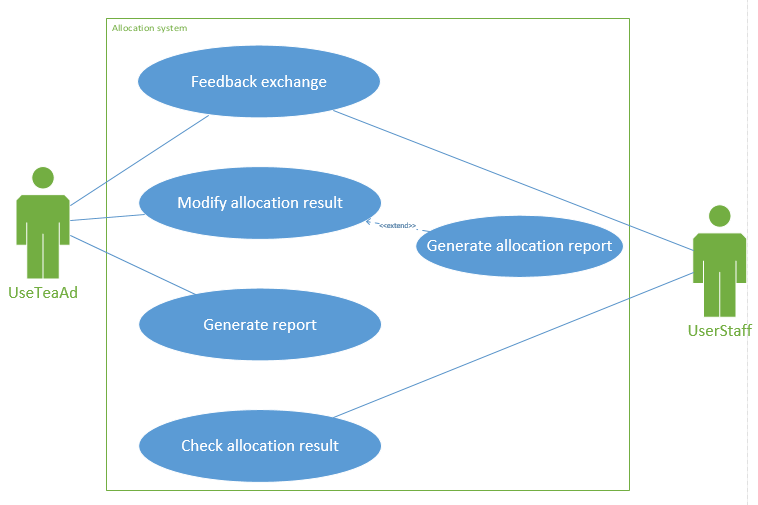 Allocation system
Feedback exchange
Modify allocation result
<<extend>>
Generate allocation report
UseTeaAd
UserStaff
Generate report
Check allocation result